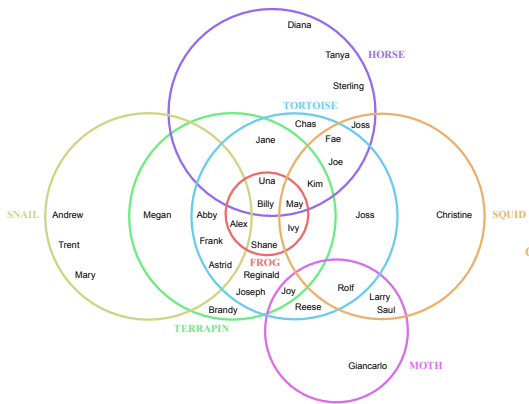 Diana
Tanya
HORSE
Sterling
TORTOISE
Chas
Joss
Jane
Fae
Joe
Una
Kim
SNAIL
Andrew
Megan
Abby
Billy
May
Joss
Christine
SQUID
Alex
Ivy
Trent
Frank
Shane
FROG
Mary
Astrid
Reginald
Joseph
Joy
Rolf
Larry
Brandy
Reese
Saul
TERRAPIN
Giancarlo
MOTH